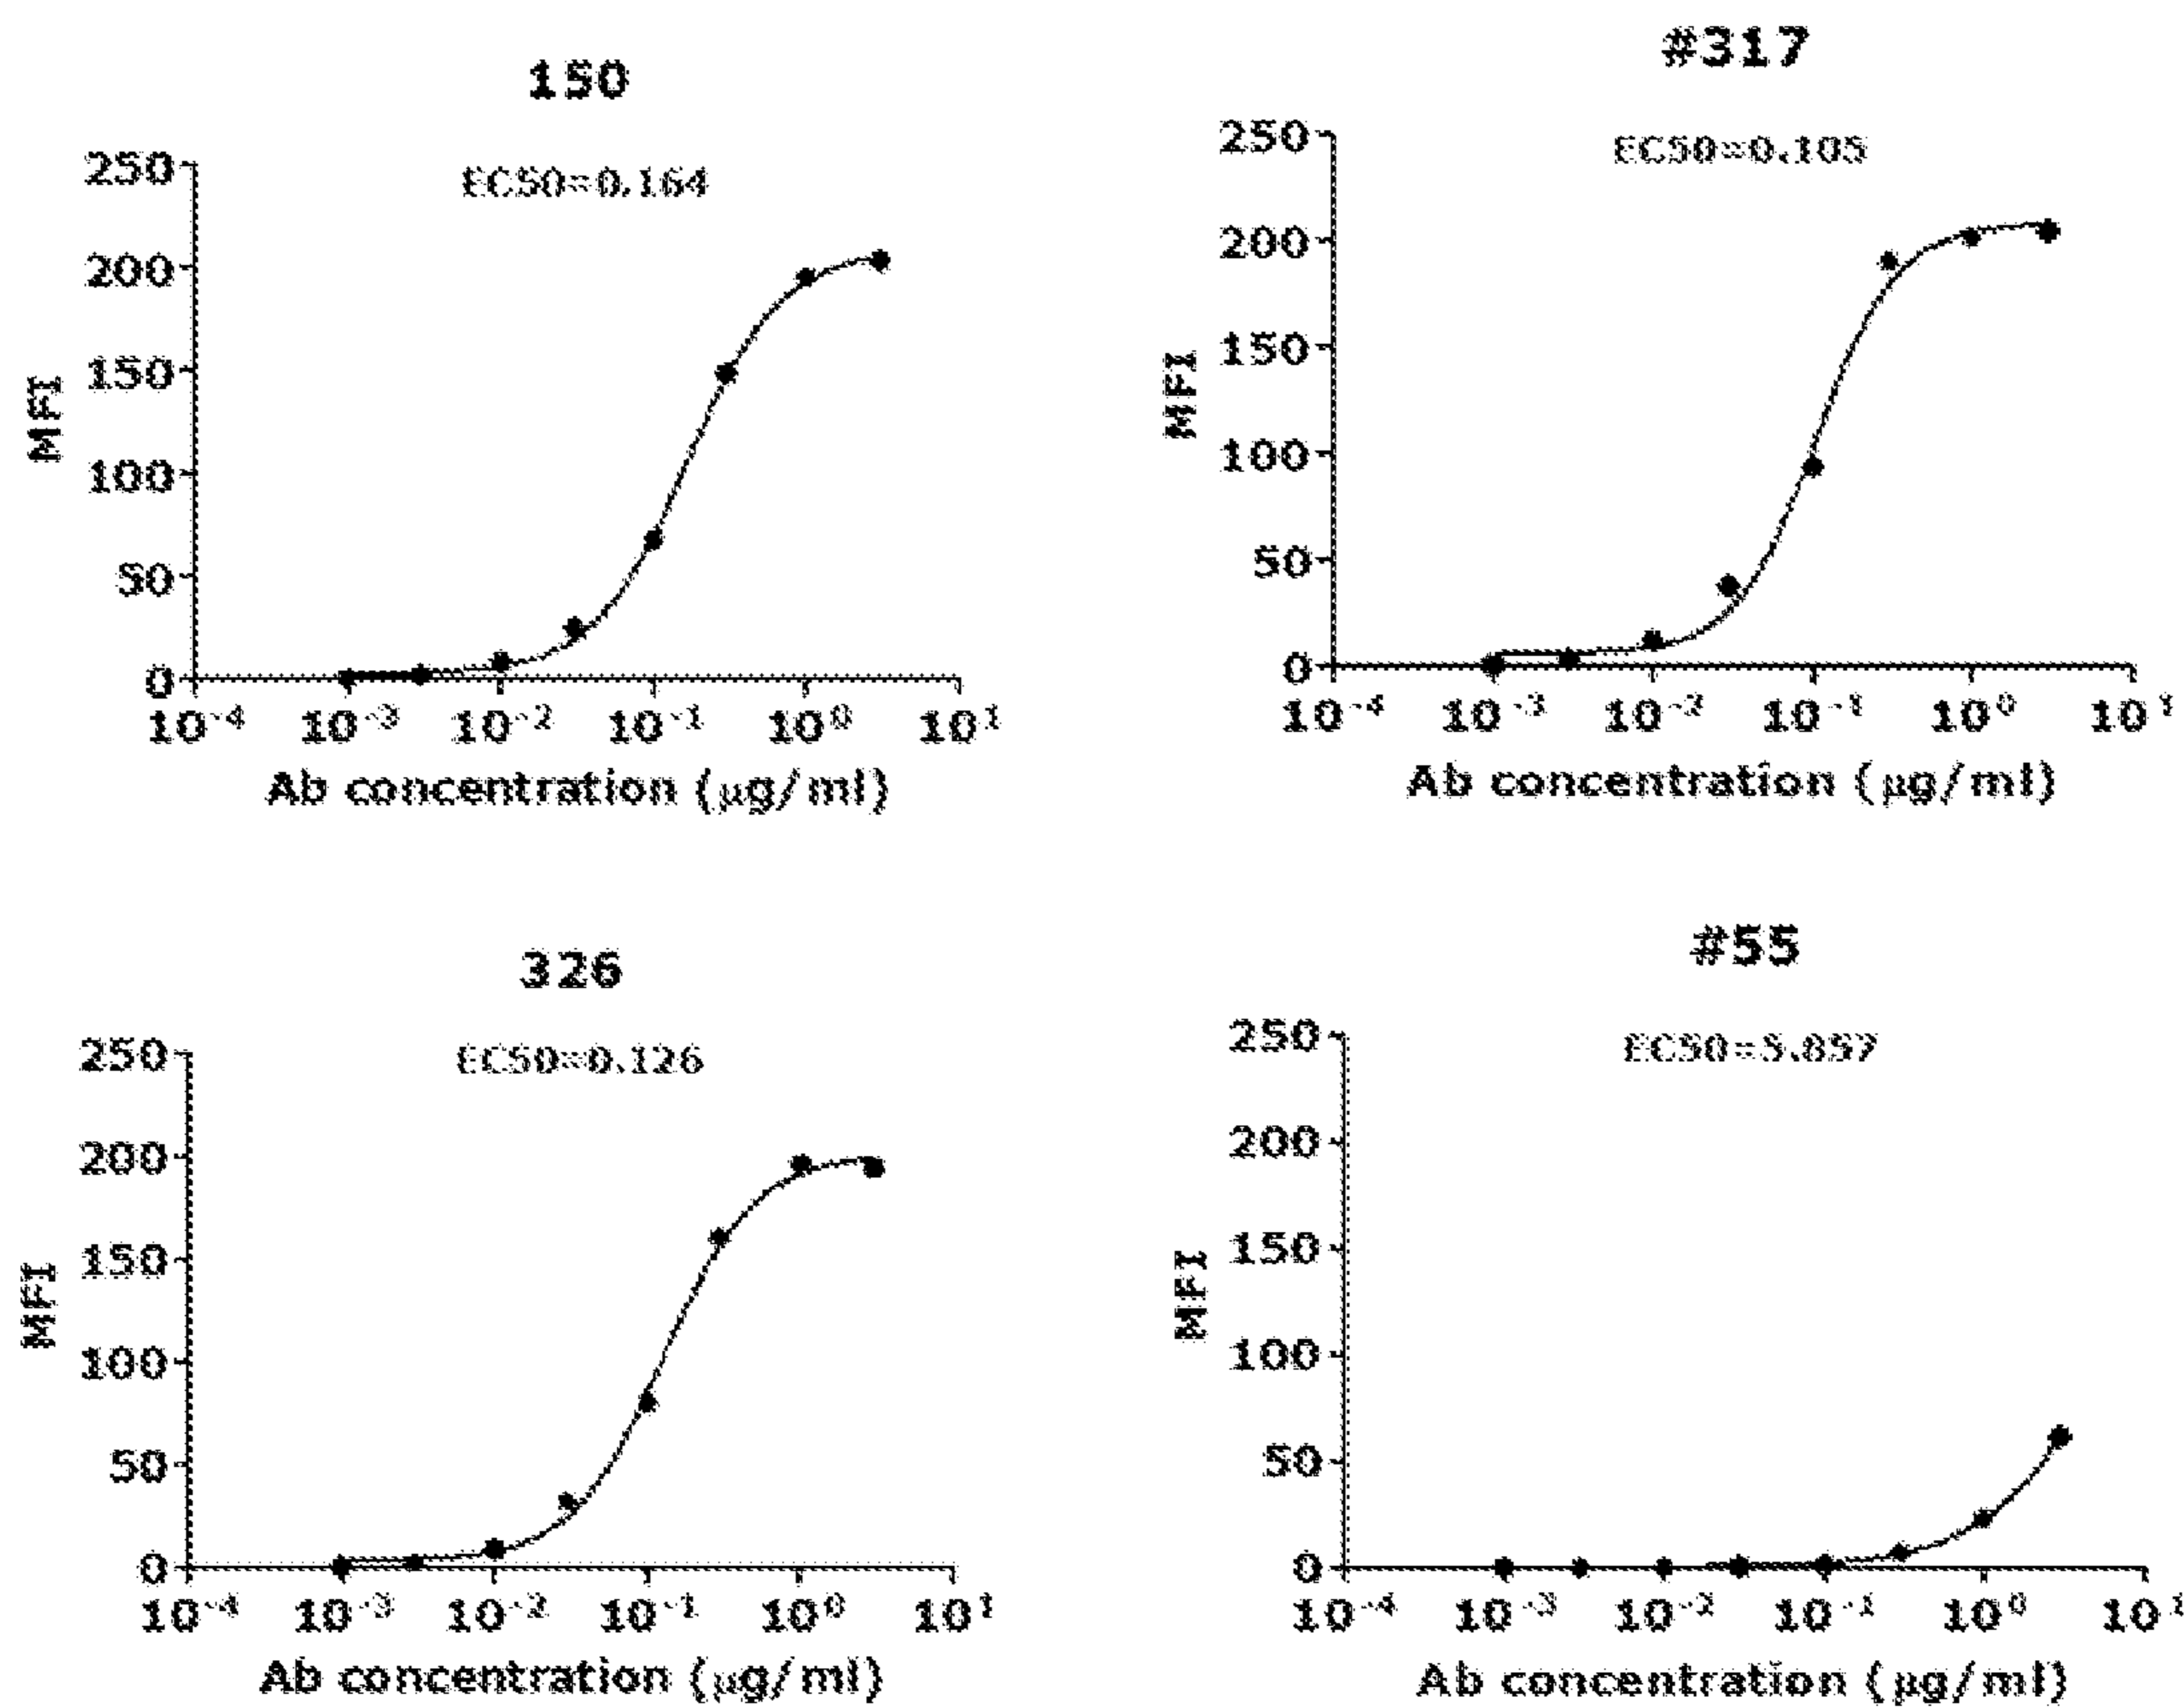 150
EC50=0.164
MFI
250
200
150
100
50
0
10⁻⁴ 10⁻³ 10⁻² 10⁻¹ 10⁰ 10¹
Ab concentration (µg/ml)
#317
EC50=0.105
MFI
250
200
150
100
50
0
10⁻⁴ 10⁻³ 10⁻² 10⁻¹ 10⁰ 10¹
Ab concentration (µg/ml)
326
EC50=0.126
MFI
250
200
150
100
50
0
10⁻⁴ 10⁻³ 10⁻² 10⁻¹ 10⁰ 10¹
Ab concentration (µg/ml)
#55
EC50=5.857
MFI
250
200
150
100
50
0
10⁻⁴ 10⁻³ 10⁻² 10⁻¹ 10⁰ 10¹
Ab concentration (µg/ml)